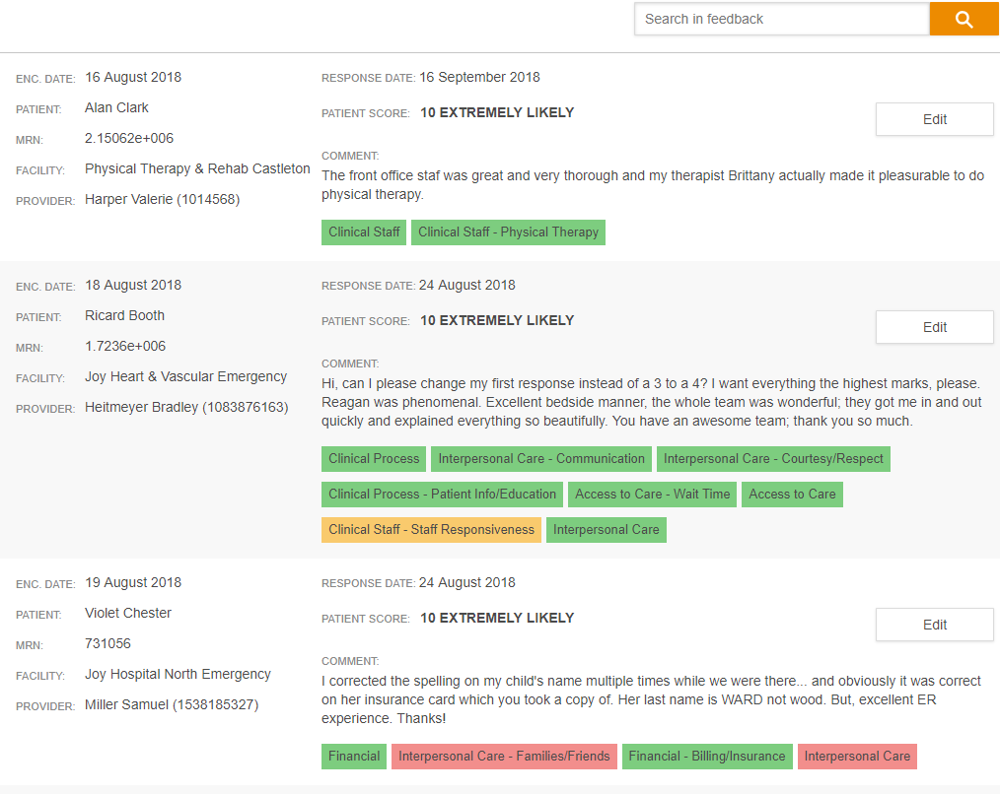 Search in feedback
ENC. DATE: 16 August 2018
PATIENT: Alan Clark
MRN: 2.15062e+006
FACILITY: Physical Therapy & Rehab Castleton
PROVIDER: Harper Valerie (1014568)
RESPONSE DATE: 16 September 2018
PATIENT SCORE: 10 EXTREMELY LIKELY
Edit
COMMENT:
The front office staf was great and very thorough and my therapist Brittany actually made it pleasurable to do
physical therapy.
Clinical Staff Clinical Staff - Physical Therapy
ENC. DATE: 18 August 2018
PATIENT: Ricard Booth
MRN: 1.7236e+006
FACILITY: Joy Heart & Vascular Emergency
PROVIDER: Heitmeyer Bradley (1083876163)
RESPONSE DATE: 24 August 2018
PATIENT SCORE: 10 EXTREMELY LIKELY
Edit
COMMENT:
Hi, can I please change my first response instead of a 3 to a 4? I want everything the highest marks, please.
Reagan was phenomenal. Excellent bedside manner, the whole team was wonderful; they got me in and out
quickly and explained everything so beautifully. You have an awesome team; thank you so much.
Clinical Process Interpersonal Care - Communication Interpersonal Care - Courtesy/Respect
Clinical Process - Patient Info/Education Access to Care - Wait Time Access to Care
Clinical Staff - Staff Responsiveness Interpersonal Care
ENC. DATE: 19 August 2018
PATIENT: Violet Chester
MRN: 731056
FACILITY: Joy Hospital North Emergency
PROVIDER: Miller Samuel (1538185327)
RESPONSE DATE: 24 August 2018
PATIENT SCORE: 10 EXTREMELY LIKELY
Edit
COMMENT:
I corrected the spelling on my child's name multiple times while we were there... and obviously it was correct
on her insurance card which you took a copy of. Her last name is WARD not wood. But, excellent ER
experience. Thanks!
Financial Interpersonal Care - Families/Friends Financial - Billing/Insurance Interpersonal Care